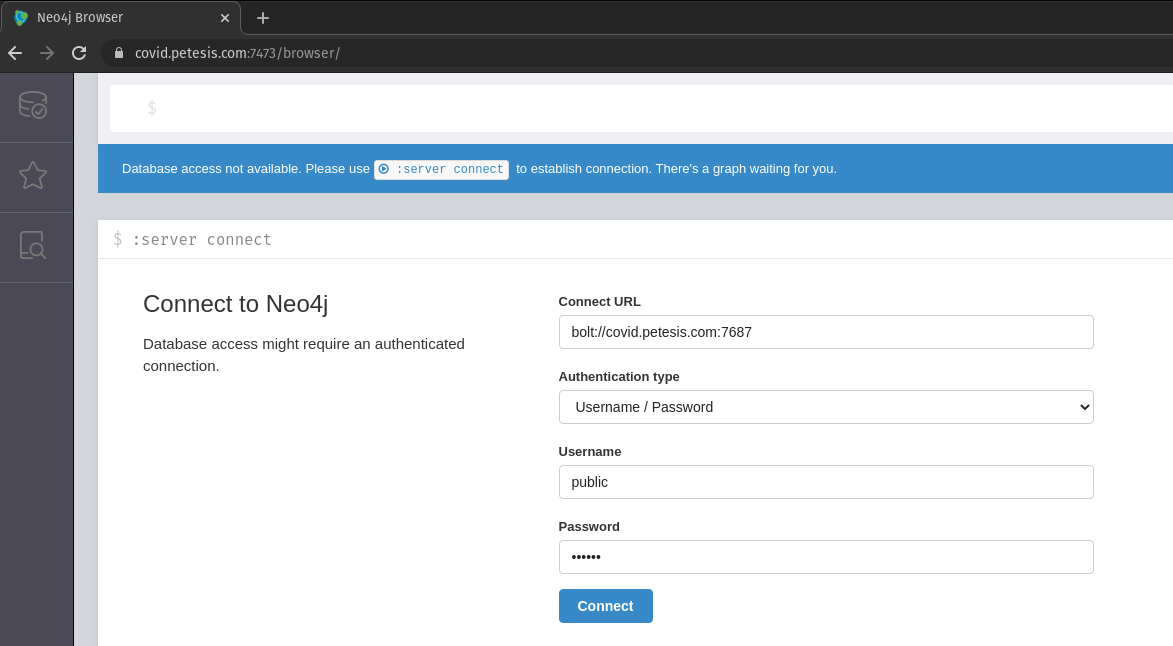 Neo4j Browser
covid.petesis.com:7473/browser/
$
Database access not available. Please use :server connect to establish connection. There's a graph waiting for you.
$ :server connect
Connect to Neo4j
Database access might require an authenticated
connection.
Connect URL
bolt://covid.petesis.com:7687
Authentication type
Username / Password
Username
public
Password
••••••
Connect